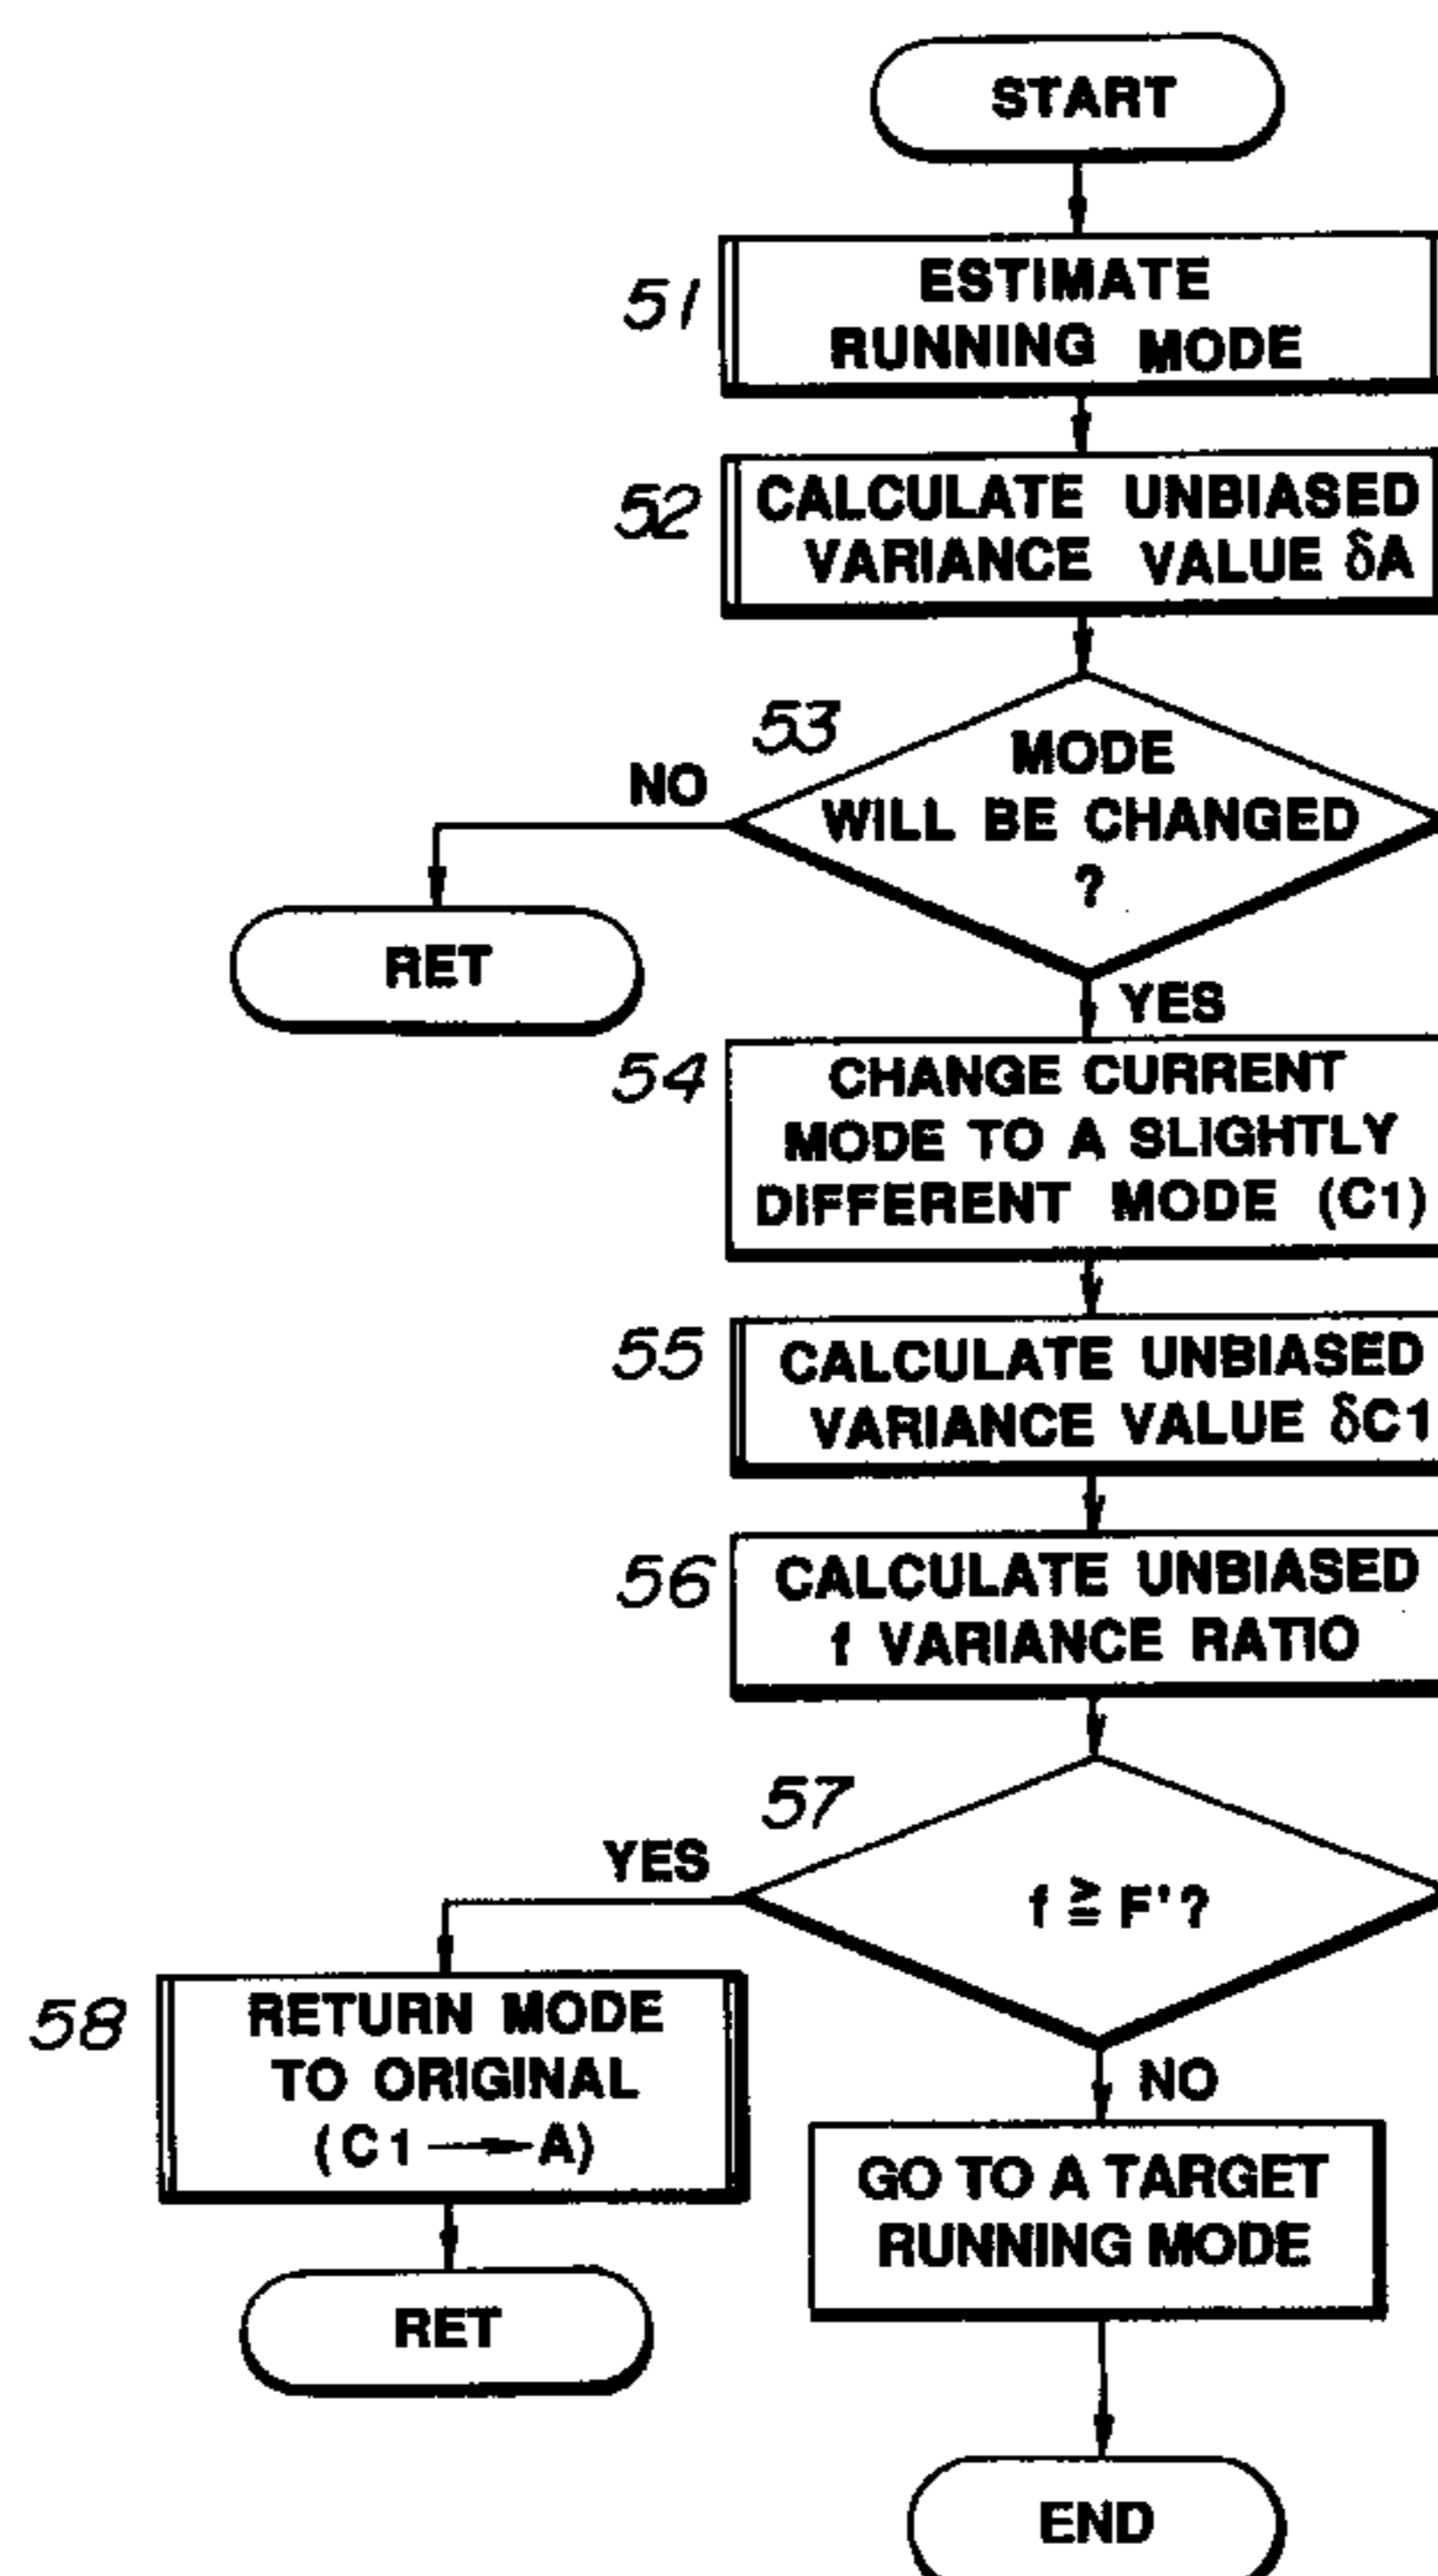 START
51
ESTIMATE
RUNNING MODE
52
CALCULATE UNBIASED
VARIANCE VALUE δA
53
MODE
WILL BE CHANGED
?
NO
RET
YES
54
CHANGE CURRENT
MODE TO A SLIGHTLY
DIFFERENT MODE (C1)
55
CALCULATE UNBIASED
VARIANCE VALUE δC1
56
CALCULATE UNBIASED
f VARIANCE RATIO
57
f ≧ F'?
YES
58
RETURN MODE
TO ORIGINAL
(C1 → A)
RET
NO
GO TO A TARGET
RUNNING MODE
END